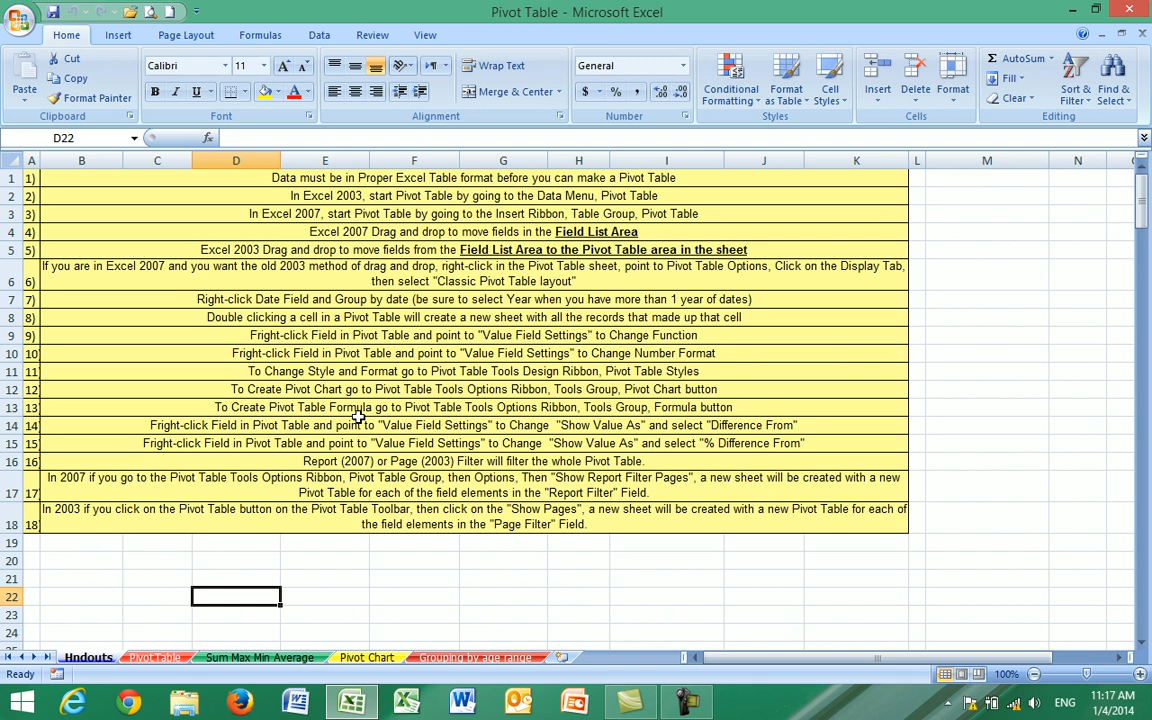 Pivot Table - Microsoft Excel
Home Insert Page Layout Formulas Data Review View
Paste
Cut
Copy
Format Painter
Clipboard
Calibri 11
B I U
Font
Wrap Text
Merge & Center
Alignment
General
$ % ,
Number
Conditional Formatting
Format as Table
Cell Styles
Styles
Insert Delete Format
Cells
Σ AutoSum
Fill
Clear
Sort & Filter
Find & Select
Editing
D22 fx
A B C D E F G H I J K L M N
1 1) Data must be in Proper Excel Table format before you can make a Pivot Table
2 2) In Excel 2003, start Pivot Table by going to the Data Menu, Pivot Table
3 3) In Excel 2007, start Pivot Table by going to the Insert Ribbon, Table Group, Pivot Table
4 4) Excel 2007 Drag and drop to move fields in the Field List Area
5 5) Excel 2003 Drag and drop to move fields from the Field List Area to the Pivot Table area in the sheet
If you are in Excel 2007 and you want the old 2003 method of drag and drop, right-click in the Pivot Table sheet, point to Pivot Table Options, Click on the Display Tab,
6 6) then select "Classic Pivot Table layout"
7 7) Right-click Date Field and Group by date (be sure to select Year when you have more than 1 year of dates)
8 8) Double clicking a cell in a Pivot Table will create a new sheet with all the records that made up that cell
9 9) Fright-click Field in Pivot Table and point to "Value Field Settings" to Change Function
10 10) Fright-click Field in Pivot Table and point to "Value Field Settings" to Change Number Format
11 11) To Change Style and Format go to Pivot Table Tools Design Ribbon, Pivot Table Styles
12 12) To Create Pivot Chart go to Pivot Table Tools Options Ribbon, Tools Group, Pivot Chart button
13 13) To Create Pivot Table Formula go to Pivot Table Tools Options Ribbon, Tools Group, Formula button
14 14) Fright-click Field in Pivot Table and point to "Value Field Settings" to Change "Show Value As" and select "Difference From"
15 15) Fright-click Field in Pivot Table and point to "Value Field Settings" to Change "Show Value As" and select "% Difference From"
16 16) Report (2007) or Page (2003) Filter will filter the whole Pivot Table.
In 2007 if you go to the Pivot Table Tools Options Ribbon, Pivot Table Group, then Options, Then "Show Report Filter Pages", a new sheet will be created with a new
17 17) Pivot Table for each of the field elements in the "Report Filter" Field.
In 2003 if you click on the Pivot Table button on the Pivot Table Toolbar, then click on the "Show Pages", a new sheet will be created with a new Pivot Table for each of
18 18) the field elements in the "Page Filter" Field.
19
20
21
22
23
24
Hndouts Pivot Table Sum Max Min Average Pivot Chart Grouping by age range
Ready 100%
ENG
11:17 AM
1/4/2014